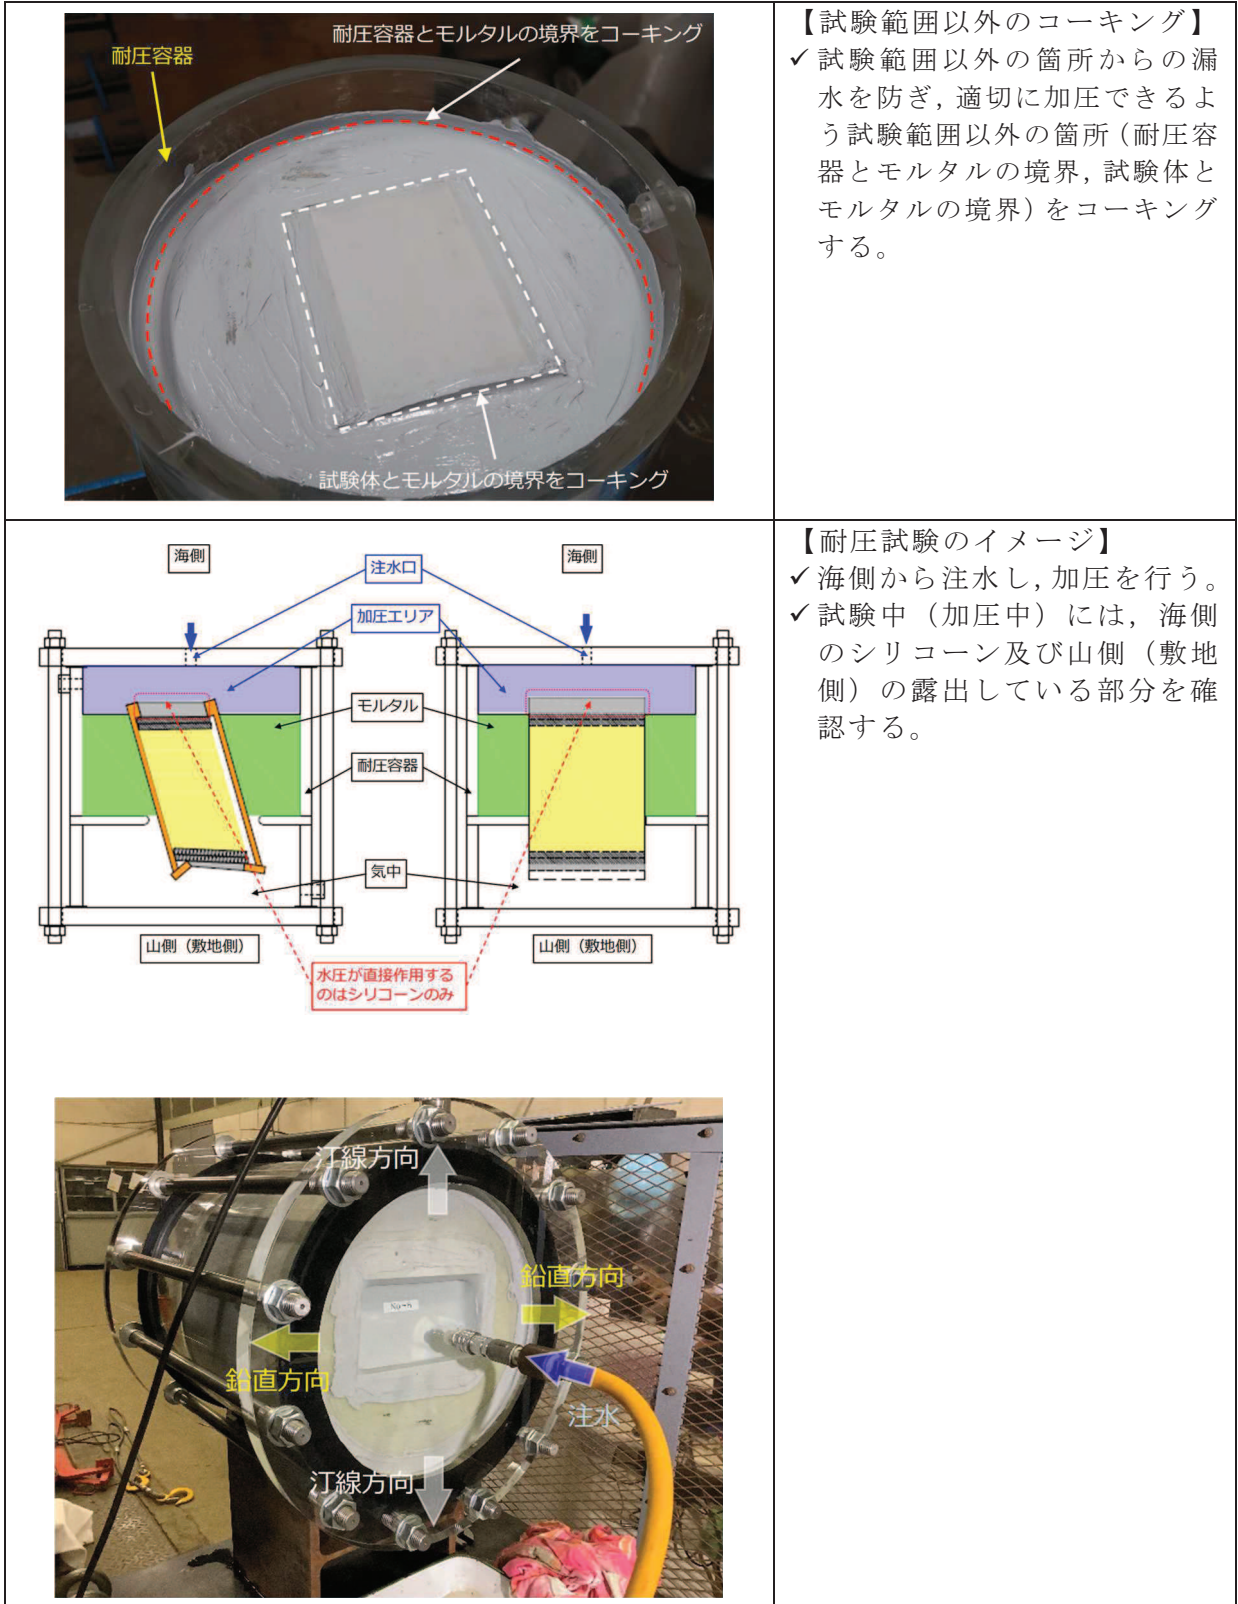 耐圧容器とモルタルの境界をコーキング
耐圧容器
試験体とモルタルの境界をコーキング
【試験範囲以外のコーキング】
✓試験範囲以外の箇所からの漏
水を防ぎ,適切に加圧できるよ
う試験範囲以外の箇所(耐圧容
器とモルタルの境界,試験体と
モルタルの境界)をコーキング
する。
海側
注水口
海側
加圧エリア
モルタル
耐圧容器
気中
山側(敷地側)
山側(敷地側)
水圧が直接作用する
のはシリコーンのみ
【耐圧試験のイメージ】
✓海側から注水し,加圧を行う。
✓試験中(加圧中)には,海側
のシリコーン及び山側(敷地
側)の露出している部分を確
認する。
汀線方向
鉛直方向
鉛直方向
注水
汀線方向